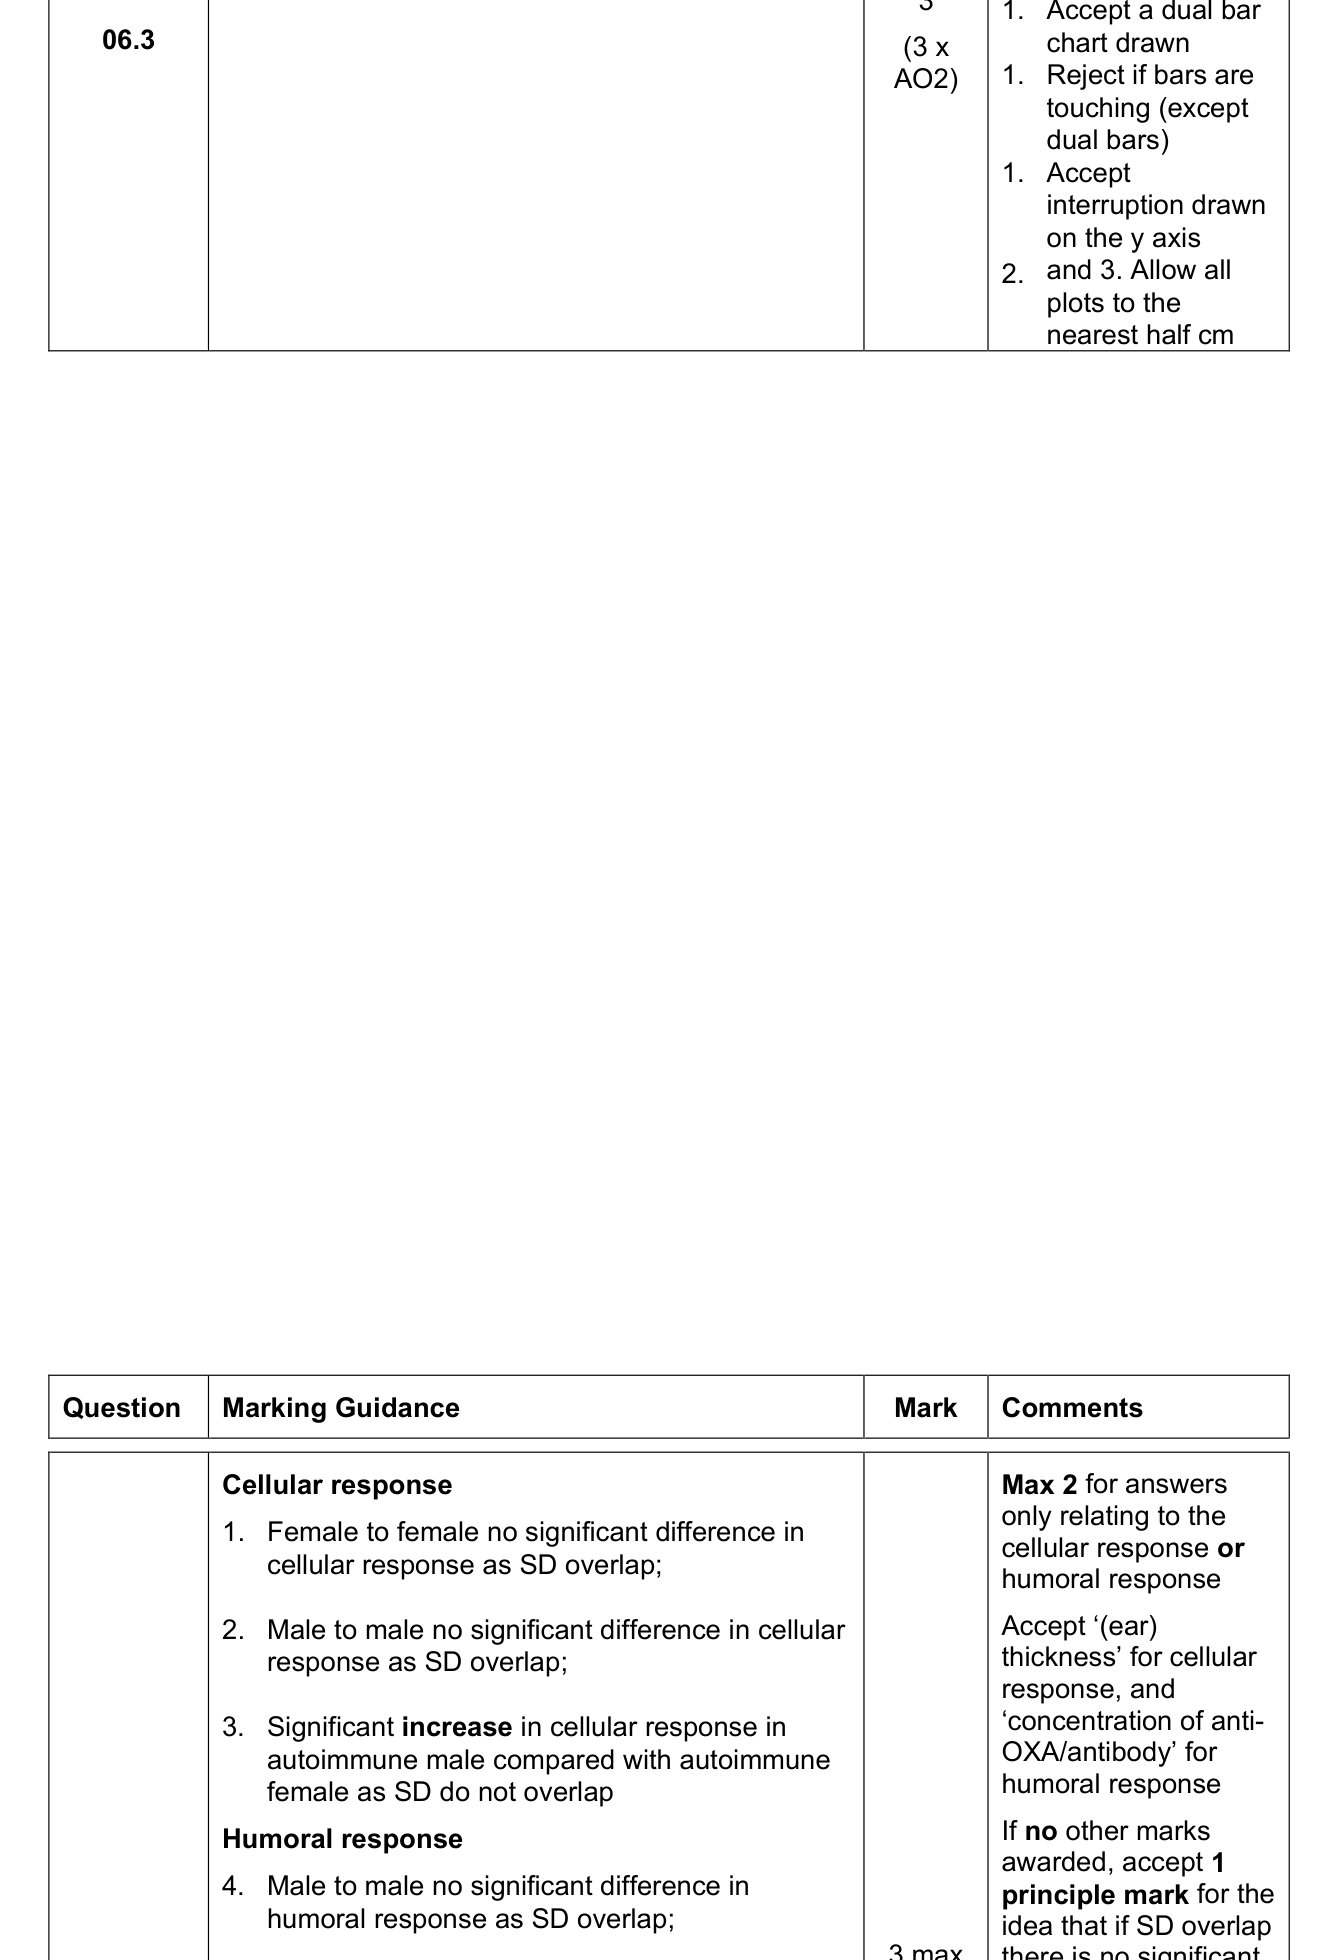 06.3
3
(3 x
AO2)
1. Accept a dual bar
chart drawn
1. Reject if bars are
touching (except
dual bars)
1. Accept
interruption drawn
on the y axis
2. and 3. Allow all
plots to the
nearest half cm
Question
Marking Guidance
Mark
Comments
Cellular response
1. Female to female no significant difference in
cellular response as SD overlap;
2. Male to male no significant difference in cellular
response as SD overlap;
3. Significant increase in cellular response in
autoimmune male compared with autoimmune
female as SD do not overlap
Humoral response
4. Male to male no significant difference in
humoral response as SD overlap;
3 max
Max 2 for answers
only relating to the
cellular response or
humoral response
Accept ‘(ear)
thickness’ for cellular
response, and
‘concentration of anti-
OXA/antibody’ for
humoral response
If no other marks
awarded, accept 1
principle mark for the
idea that if SD overlap
there is no significant